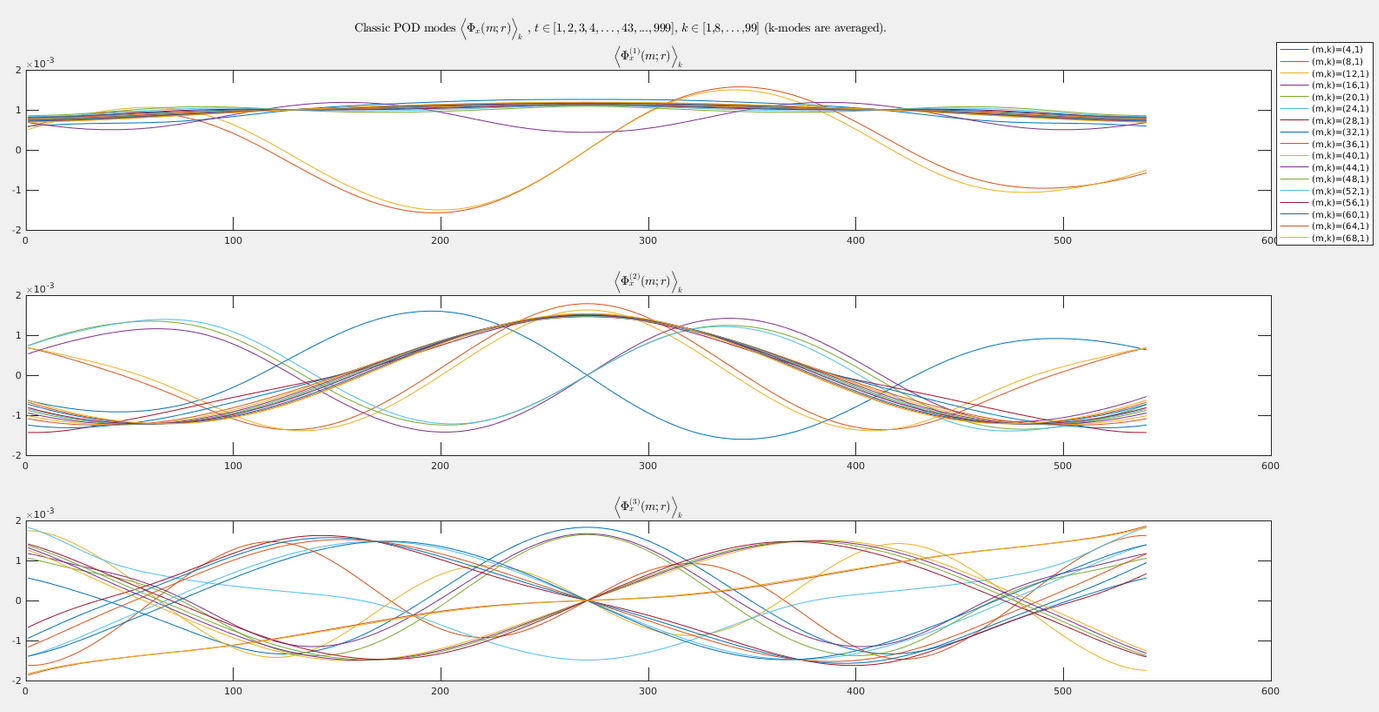 Classic POD modes ⟨Φₓ(m;r)⟩ₖ , t ∈ [1, 2, 3, 4, . . . , 43, ..., 999], k ∈ [1,8, . . . ,99] (k-modes are averaged).
⟨Φₓ⁽¹⁾(m;r)⟩ₖ
×10⁻³
2
1
0
-1
-2
0 100 200 300 400 500 600
(m,k)=(4,1)
(m,k)=(8,1)
(m,k)=(12,1)
(m,k)=(16,1)
(m,k)=(20,1)
(m,k)=(24,1)
(m,k)=(28,1)
(m,k)=(32,1)
(m,k)=(36,1)
(m,k)=(40,1)
(m,k)=(44,1)
(m,k)=(48,1)
(m,k)=(52,1)
(m,k)=(56,1)
(m,k)=(60,1)
(m,k)=(64,1)
(m,k)=(68,1)
⟨Φₓ⁽²⁾(m;r)⟩ₖ
×10⁻³
2
1
0
-1
-2
0 100 200 300 400 500 600
⟨Φₓ⁽³⁾(m;r)⟩ₖ
×10⁻³
2
1
0
-1
-2
0 100 200 300 400 500 600